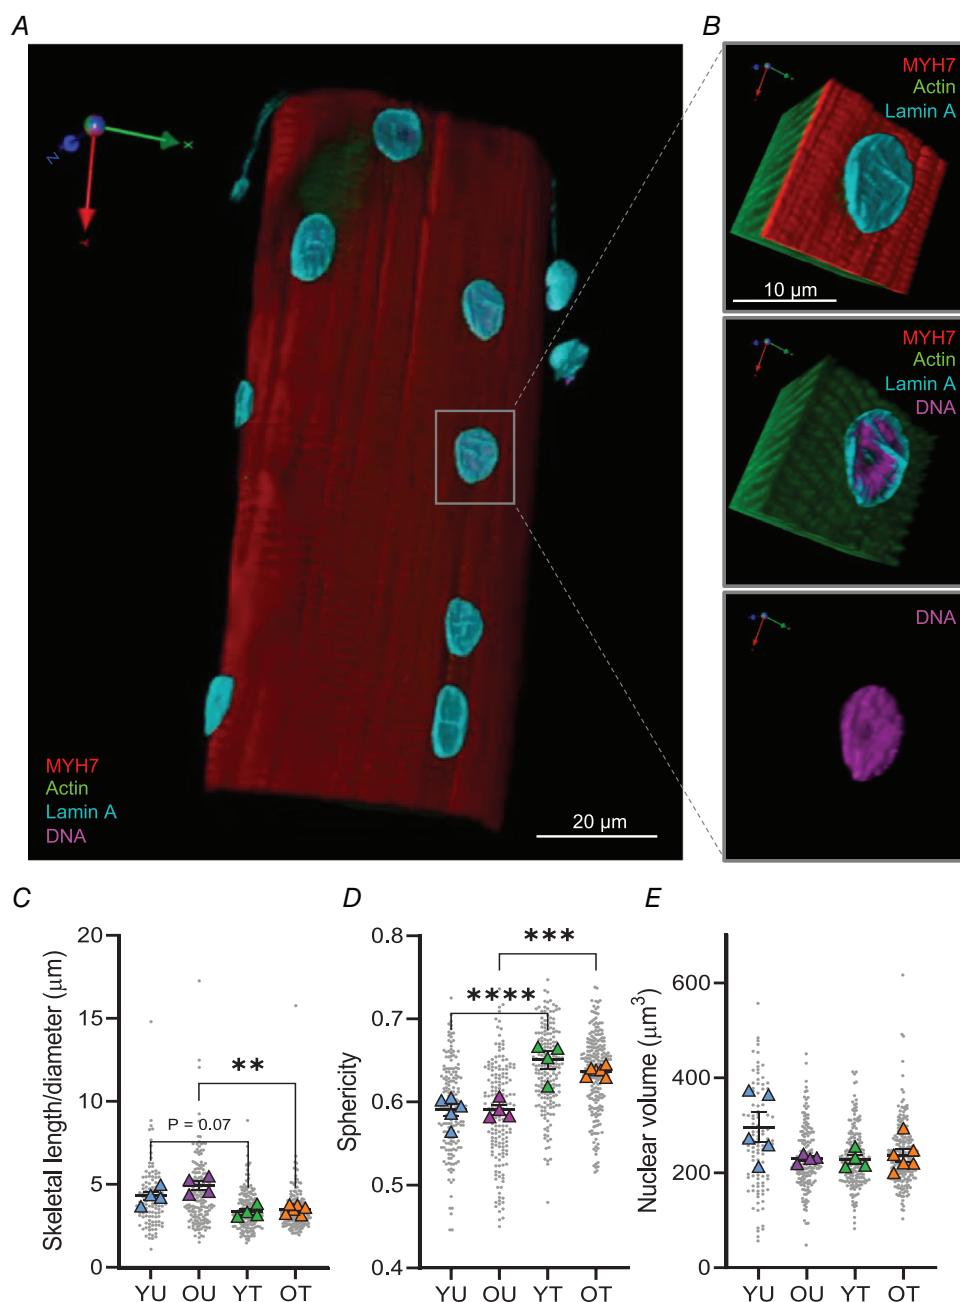 A
B
X
Z
Y
MYH7
Actin
Lamin A
DNA
20 µm
MYH7
Actin
Lamin A
10 µm
MYH7
Actin
Lamin A
DNA
DNA
C
D
E
Skeletal length/diameter (µm)
20
15
10
5
0
P = 0.07
**
YU OU YT OT
Sphericity
0.8
0.7
0.6
0.5
0.4
****
***
YU OU YT OT
Nuclear volume (µm³)
600
400
200
0
YU OU YT OT